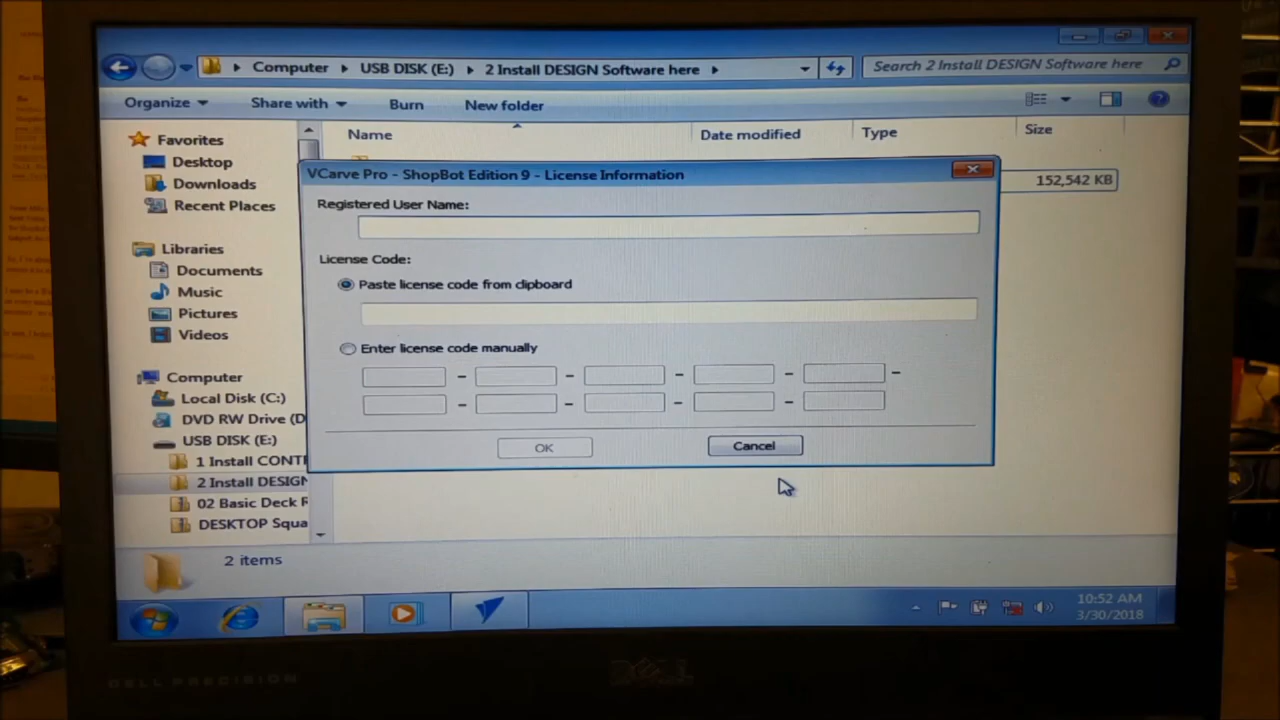 Computer USB DISK (E:) 2 Install DESIGN Software here Search 2 Install DESIGN Software here
Organize Share with Burn New folder
Name Date modified Type Size
Favorites
Desktop
Downloads
Recent Places
Libraries
Documents
Music
Pictures
Videos
Computer
Local Disk (C:)
DVD RW Drive (D
USB DISK (E:)
1 Install CONT
2 Install DESIGN
02 Basic Deck F
DESKTOP Squa
152,542 KB
VCarve Pro - ShopBot Edition 9 - License Information
Registered User Name:
License Code:
Paste license code from clipboard
Enter license code manually
- - - - -
- - - -
OK Cancel
2 items
10:52 AM
3/30/2018
DELL PRECISION DELL